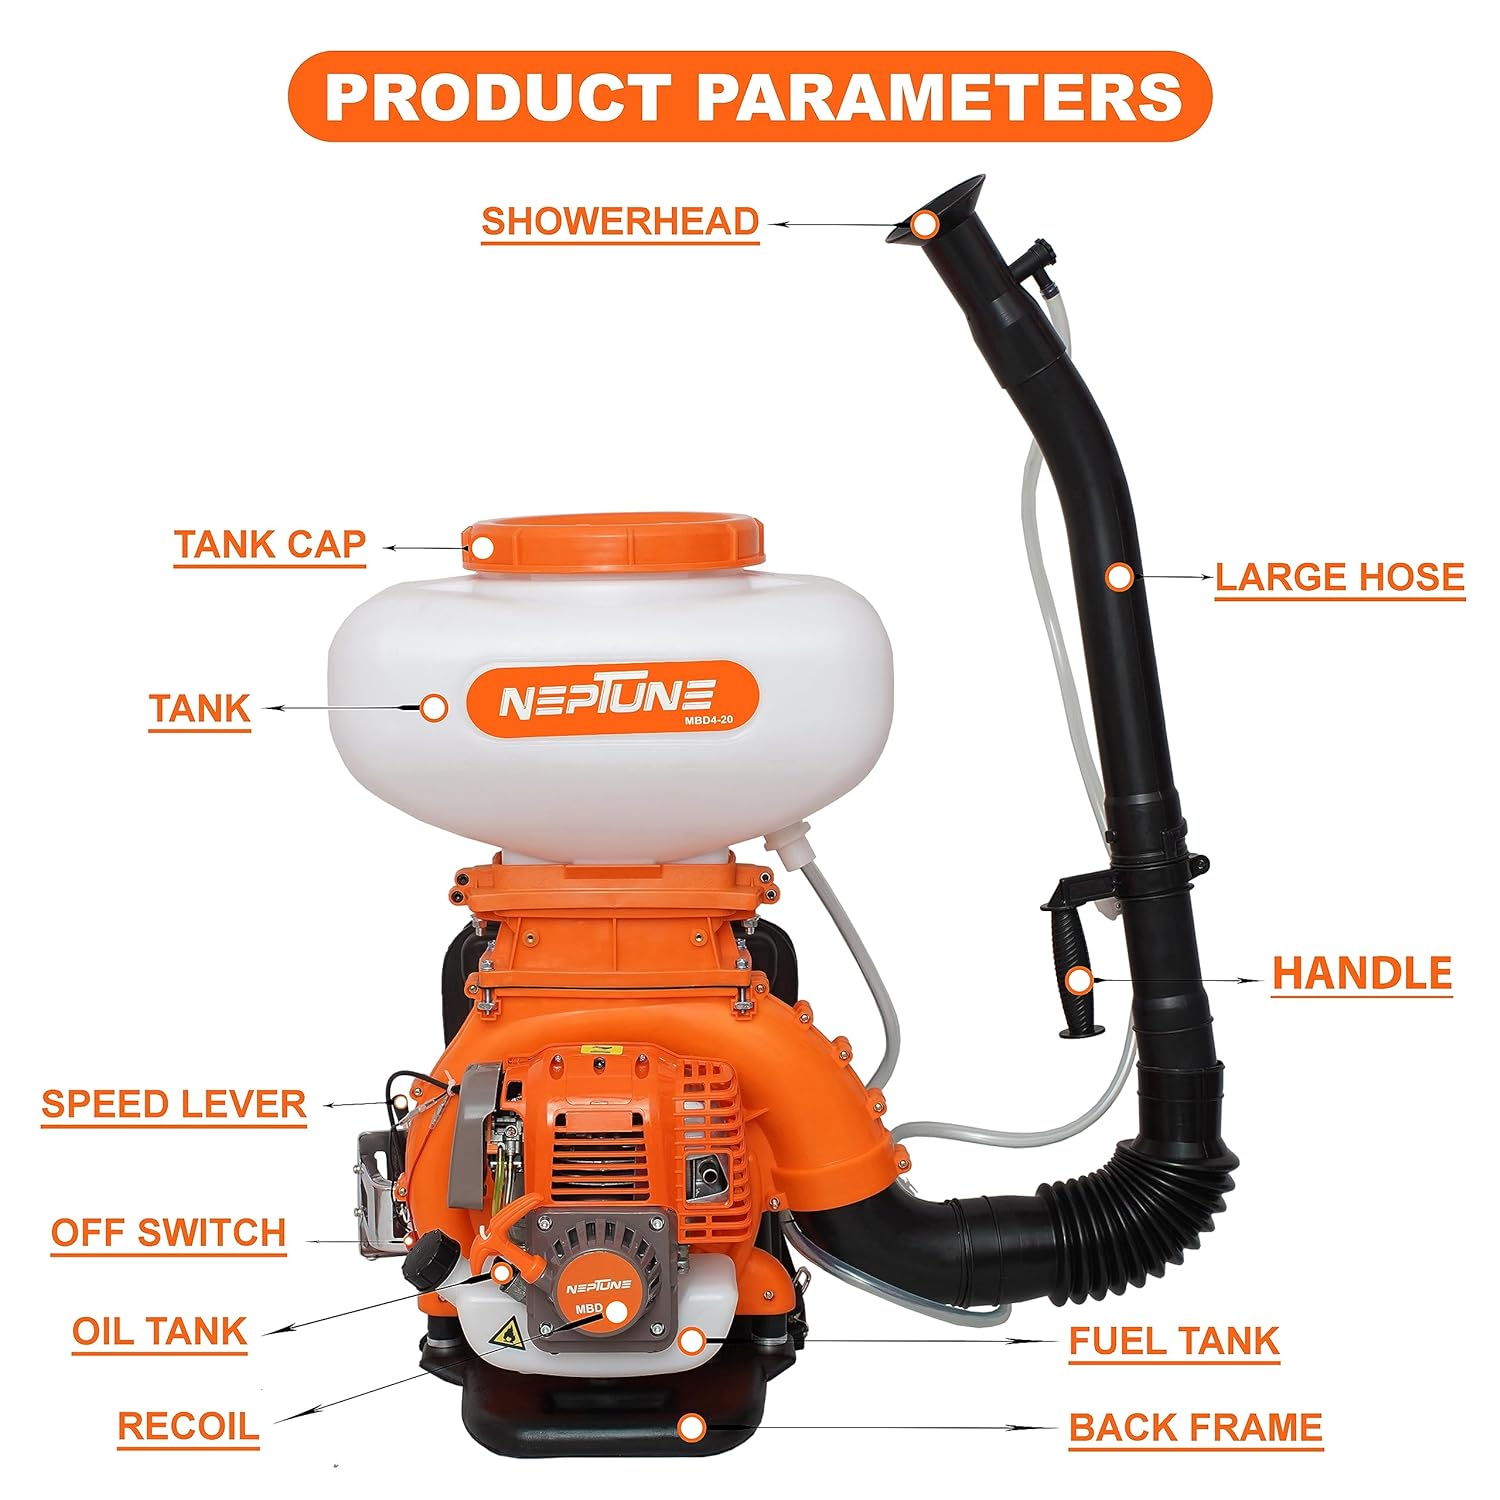 PRODUCT PARAMETERS
SHOWERHEAD
TANK CAP
LARGE HOSE
TANK
NEPTUNE
MBD4-20
HANDLE
SPEED LEVER
OFF SWITCH
NEPTUNE
MBD
OIL TANK
FUEL TANK
RECOIL
BACK FRAME